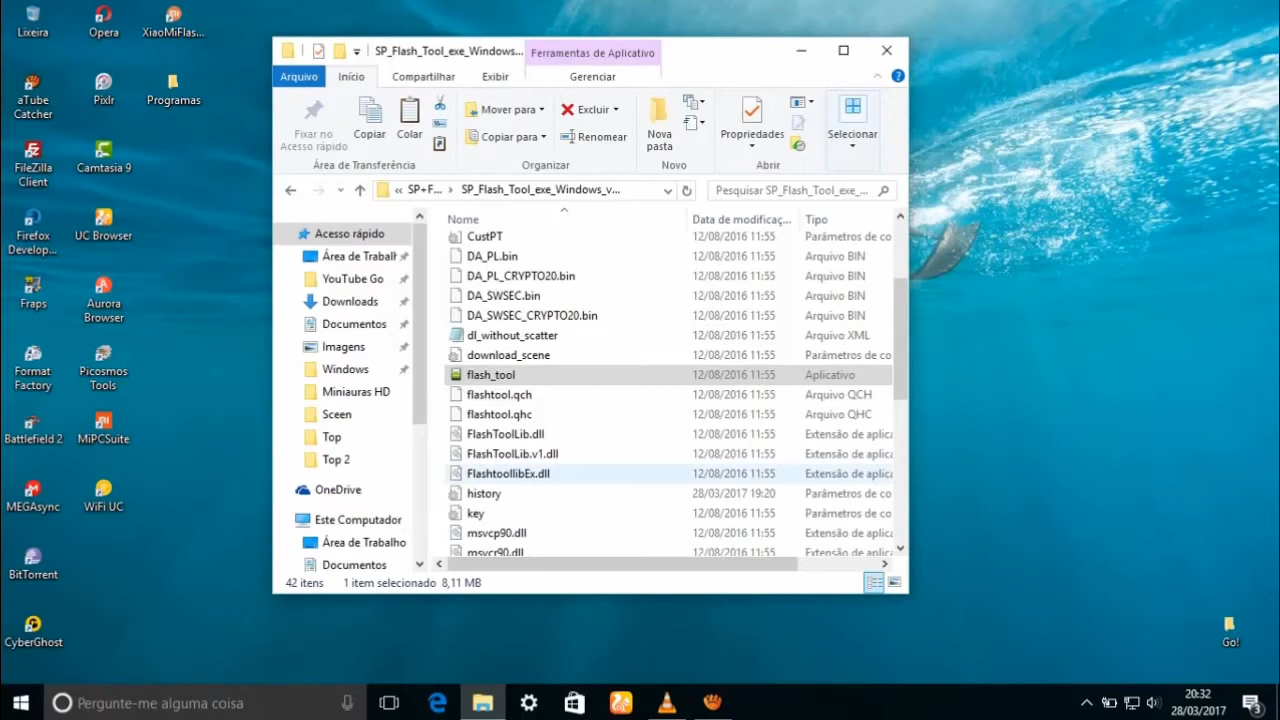 Lixeira
Opera
XiaoMiFlas...
aTube
Catcher
Pixlr
Programas
FileZilla
Client
Camtasia 9
Firefox
Develop...
UC Browser
Fraps
Aurora
Browser
Format
Factory
Picosmos
Tools
Battlefield 2
MiPCSuite
MEGAsync
WiFi UC
BitTorrent
CyberGhost
Go!
SP_Flash_Tool_exe_Windows...
Ferramentas de Aplicativo
Arquivo
Início
Compartilhar
Exibir
Gerenciar
Fixar no
Acesso rápido
Copiar
Colar
Mover para
Copiar para
Excluir
Renomear
Nova
pasta
Propriedades
Selecionar
Área de Transferência
Organizar
Novo
Abrir
« SP+F... › SP_Flash_Tool_exe_Windows_v...
Pesquisar SP_Flash_Tool_exe_...
Acesso rápido
Área de Trabalh
YouTube Go
Downloads
Documentos
Imagens
Windows
Miniauras HD
Sceen
Top
Top 2
OneDrive
Este Computador
Área de Trabalho
Documentos
Nome Data de modificaç... Tipo
CustPT 12/08/2016 11:55 Parâmetros de co
DA_PL.bin 12/08/2016 11:55 Arquivo BIN
DA_PL_CRYPTO20.bin 12/08/2016 11:55 Arquivo BIN
DA_SWSEC.bin 12/08/2016 11:55 Arquivo BIN
DA_SWSEC_CRYPTO20.bin 12/08/2016 11:55 Arquivo BIN
dl_without_scatter 12/08/2016 11:55 Arquivo XML
download_scene 12/08/2016 11:55 Parâmetros de co
flash_tool 12/08/2016 11:55 Aplicativo
flashtool.qch 12/08/2016 11:55 Arquivo QCH
flashtool.qhc 12/08/2016 11:55 Arquivo QHC
FlashToolLib.dll 12/08/2016 11:55 Extensão de aplica
FlashToolLib.v1.dll 12/08/2016 11:55 Extensão de aplica
FlashtoollibEx.dll 12/08/2016 11:55 Extensão de aplica
history 28/03/2017 19:20 Parâmetros de co
key 12/08/2016 11:55 Parâmetros de co
msvcp90.dll 12/08/2016 11:55 Extensão de aplica
msvcr90.dll 12/08/2016 11:55 Extensão de aplica
42 itens 1 item selecionado 8,11 MB
Pergunte-me alguma coisa
20:32
28/03/2017
3